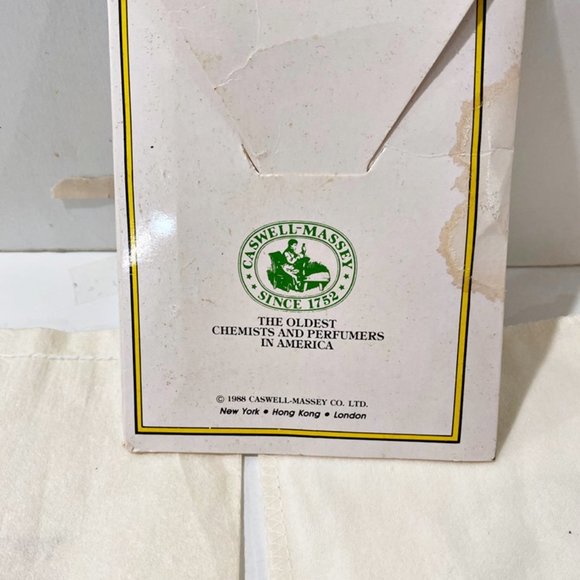 CASWELL-MASSEY
SINCE 1752
THE OLDEST
CHEMISTS AND PERFUMERS
IN AMERICA
© 1988 CASWELL-MASSEY CO. LTD.
New York • Hong Kong • London